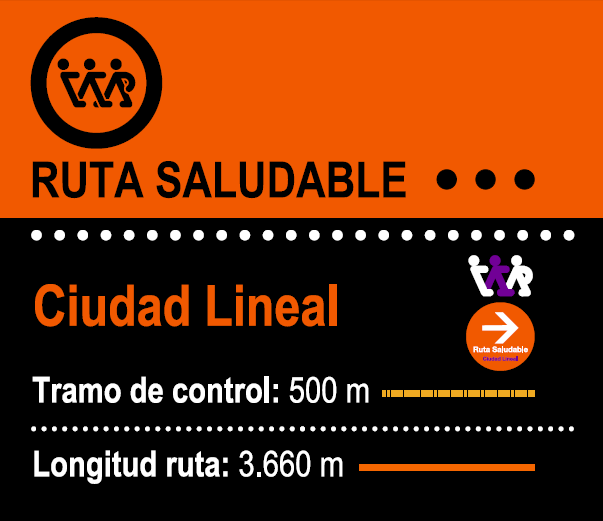 RUTA SALUDABLE
Ciudad Lineal
Ruta Saludable
Ciudad Lineal
Tramo de control: 500 m
Longitud ruta: 3.660 m